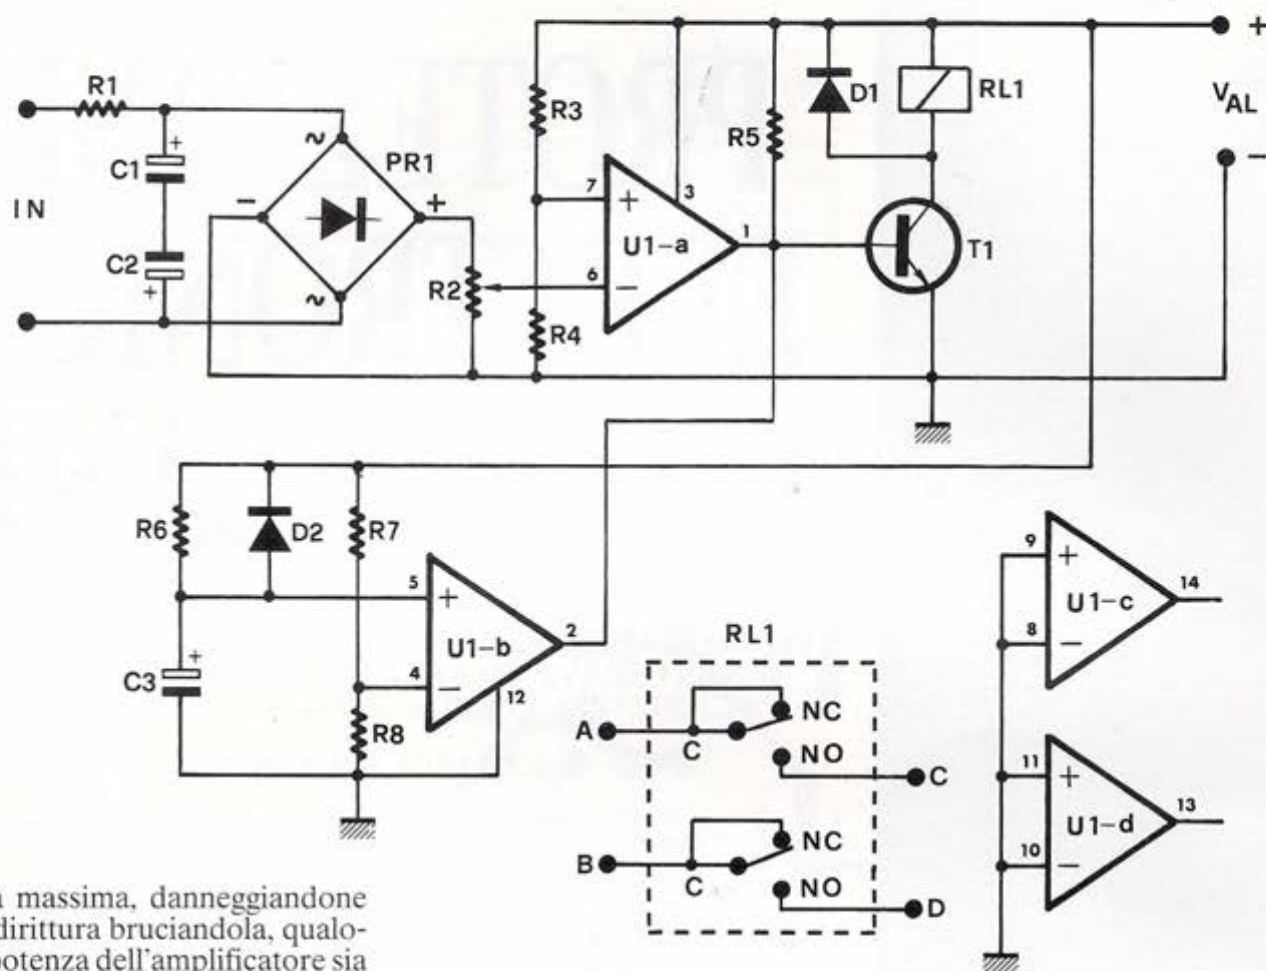 R1
C1
+
C2
+
IN
~
~
-
+
PR1
R2
R3
R4
7
+
6
−
U1-a
3
1
R5
D1
RL1
T1
+
VAL
−
R6
D2
R7
C3
+
R8
5
+
4
−
U1-b
2
12
RL1
A
C
NC
NO
C
B
C
NC
NO
D
9
+
8
−
U1-c
14
11
+
10
−
U1-d
13
a massima, danneggiandone
dirittura bruciandola, qualo-
potenza dell'amplificatore sia